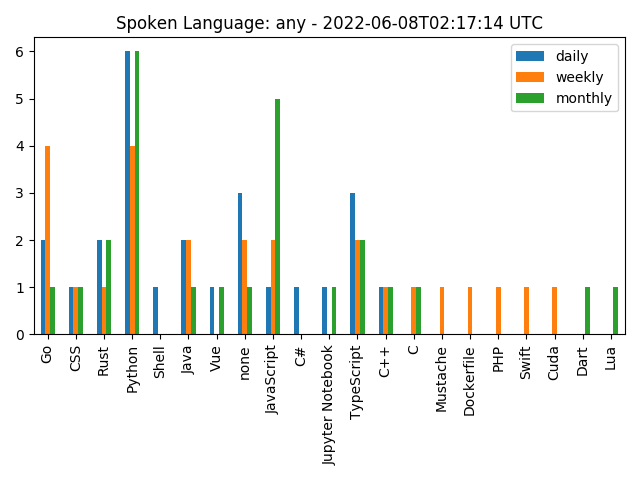 Spoken Language: any - 2022-06-08T02:17:14 UTC
daily
weekly
monthly
6
5
4
3
2
1
0
Go
CSS
Rust
Python
Shell
Java
Vue
none
JavaScript
C#
Jupyter Notebook
TypeScript
C++
C
Mustache
Dockerfile
PHP
Swift
Cuda
Dart
Lua